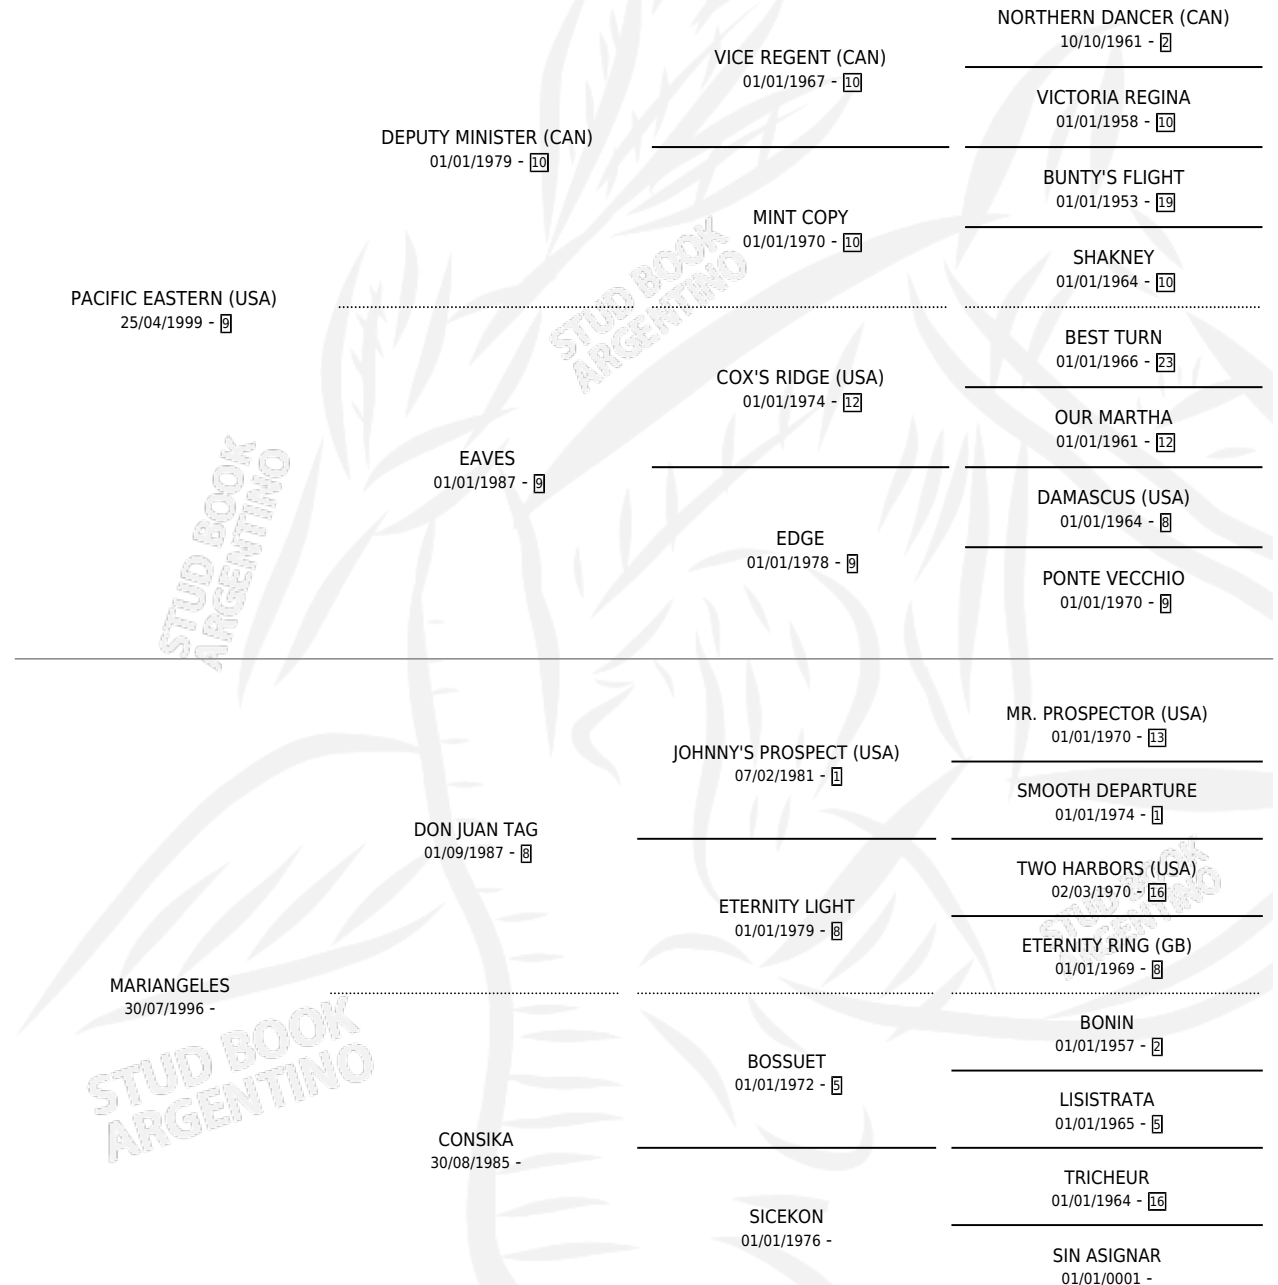 NORTHERN DANCER (CAN)
10/10/1961 - 2
VICE REGENT (CAN)
01/01/1967 - 10
VICTORIA REGINA
01/01/1958 - 10
DEPUTY MINISTER (CAN)
01/01/1979 - 10
BUNTY'S FLIGHT
01/01/1953 - 19
MINT COPY
01/01/1970 - 10
SHAKNEY
01/01/1964 - 10
PACIFIC EASTERN (USA)
25/04/1999 - 9
STUD BOOK
ARGENTINO
BEST TURN
01/01/1966 - 23
COX'S RIDGE (USA)
01/01/1974 - 12
OUR MARTHA
01/01/1961 - 12
EAVES
01/01/1987 - 9
DAMASCUS (USA)
01/01/1964 - 8
EDGE
01/01/1978 - 9
PONTE VECCHIO
01/01/1970 - 9
STUD BOOK
ARGENTINO
MR. PROSPECTOR (USA)
01/01/1970 - 13
JOHNNY'S PROSPECT (USA)
07/02/1981 - 1
SMOOTH DEPARTURE
01/01/1974 - 1
DON JUAN TAG
01/09/1987 - 8
TWO HARBORS (USA)
02/03/1970 - 16
STUD BOOK
ARGENTINO
ETERNITY LIGHT
01/01/1979 - 8
ETERNITY RING (GB)
01/01/1969 - 8
MARIANGELES
30/07/1996 -
BONIN
01/01/1957 - 2
BOSSUET
01/01/1972 - 5
LISISTRATA
01/01/1965 - 5
STUD BOOK
ARGENTINO
CONSIKA
30/08/1985 -
TRICHEUR
01/01/1964 - 16
SICEKON
01/01/1976 -
SIN ASIGNAR
01/01/0001 -